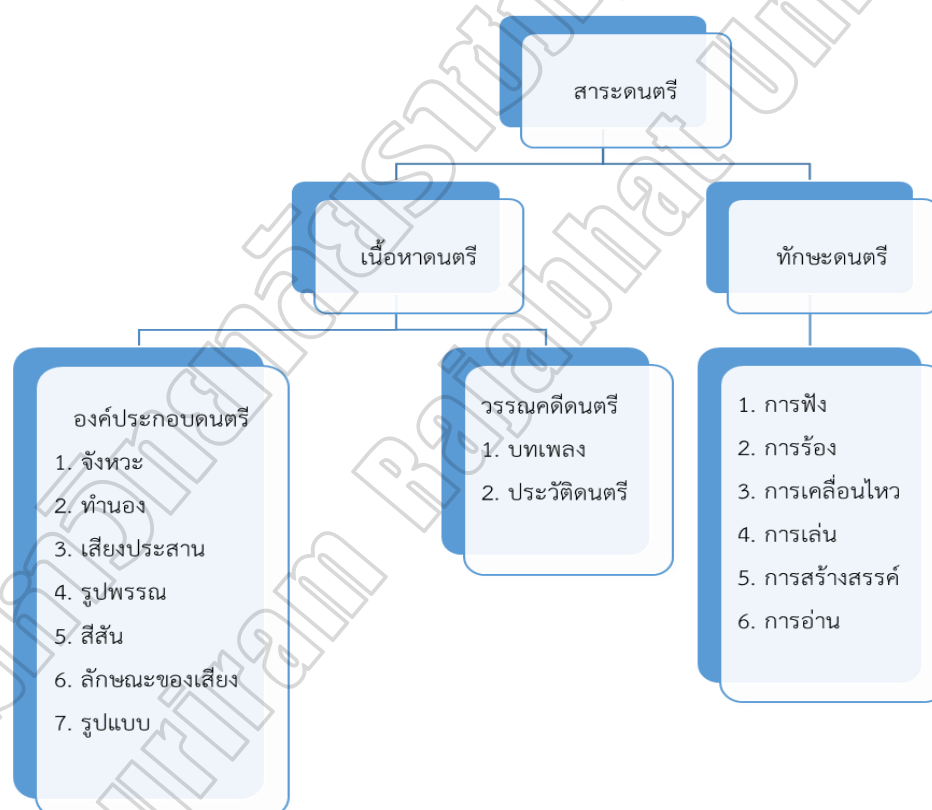 สาระดนตรี
เนื้อหาดนตรี
ทักษะดนตรี
องค์ประกอบดนตรี
1. จังหวะ
2. ทำนอง
3. เสียงประสาน
4. รูปพรรณ
5. สีสัน
6. ลักษณะของเสียง
7. รูปแบบ
วรรณคดีดนตรี
1. บทเพลง
2. ประวัติดนตรี
1. การฟัง
2. การร้อง
3. การเคลื่อนไหว
4. การเล่น
5. การสร้างสรรค์
6. การอ่าน
Buriram Rajabhat Un